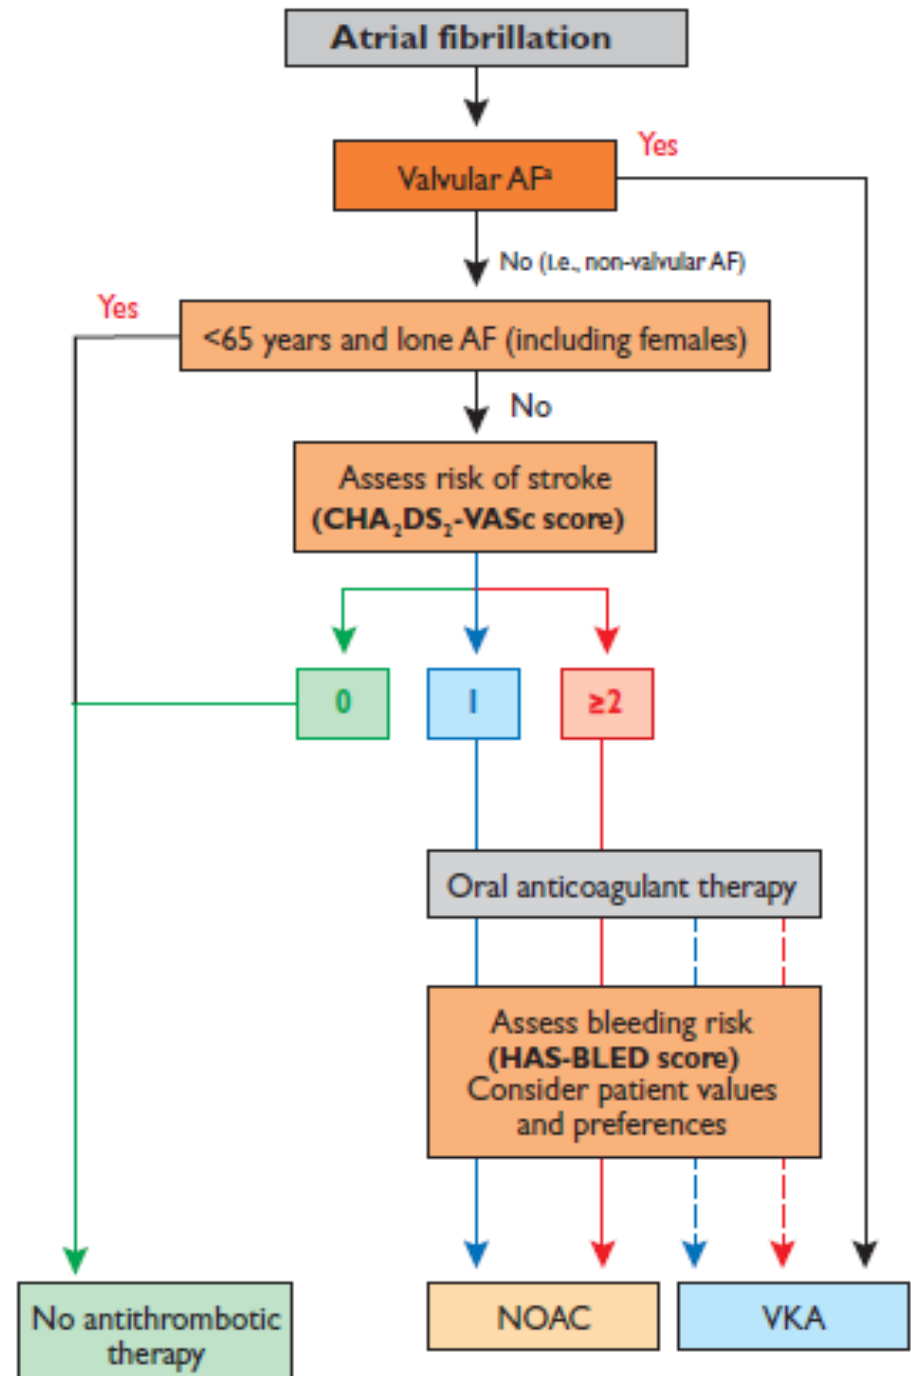 Atrial fibrillation
Yes
Valvular AFᵃ
No (i.e., non-valvular AF)
Yes
<65 years and lone AF (including females)
No
Assess risk of stroke
(CHA₂DS₂-VASc score)
0
1
≥2
Oral anticoagulant therapy
Assess bleeding risk
(HAS-BLED score)
Consider patient values
and preferences
No antithrombotic
therapy
NOAC
VKA